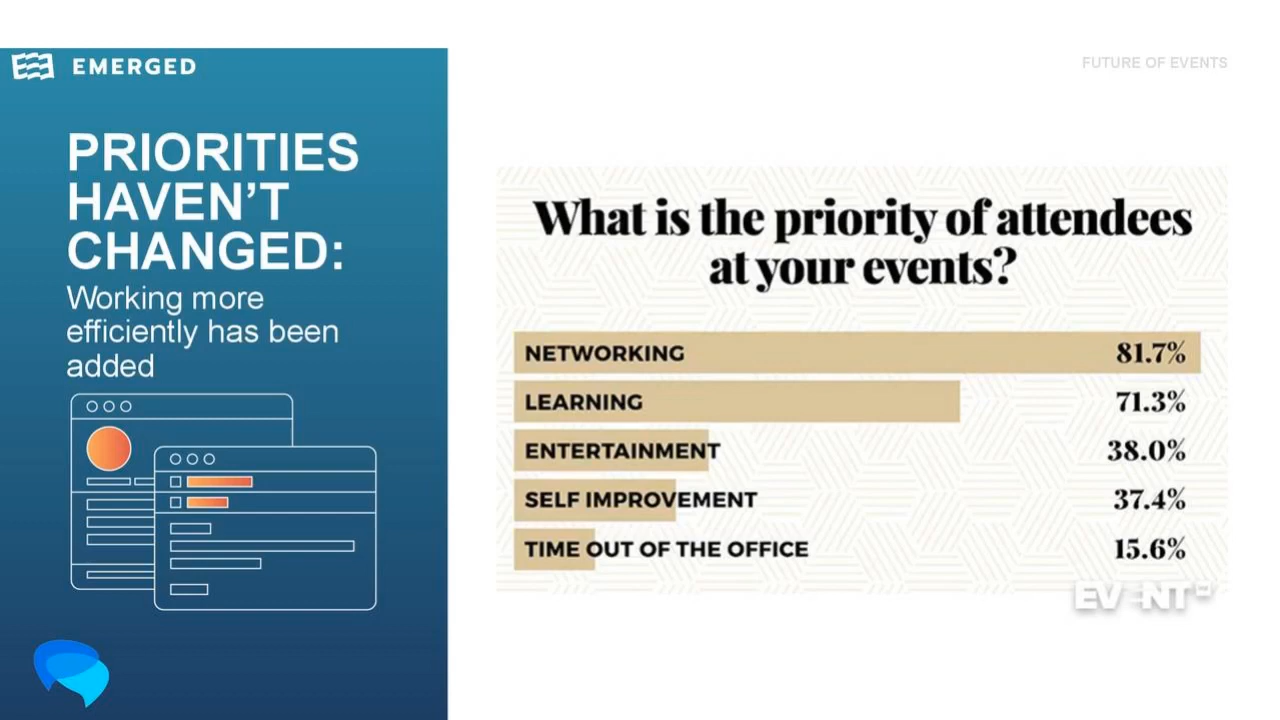 EMERGED
FUTURE OF EVENTS
PRIORITIES
HAVEN’T
CHANGED:
Working more
efficiently has been
added
What is the priority of attendees
at your events?
NETWORKING 81.7%
LEARNING 71.3%
ENTERTAINMENT 38.0%
SELF IMPROVEMENT 37.4%
TIME OUT OF THE OFFICE 15.6%